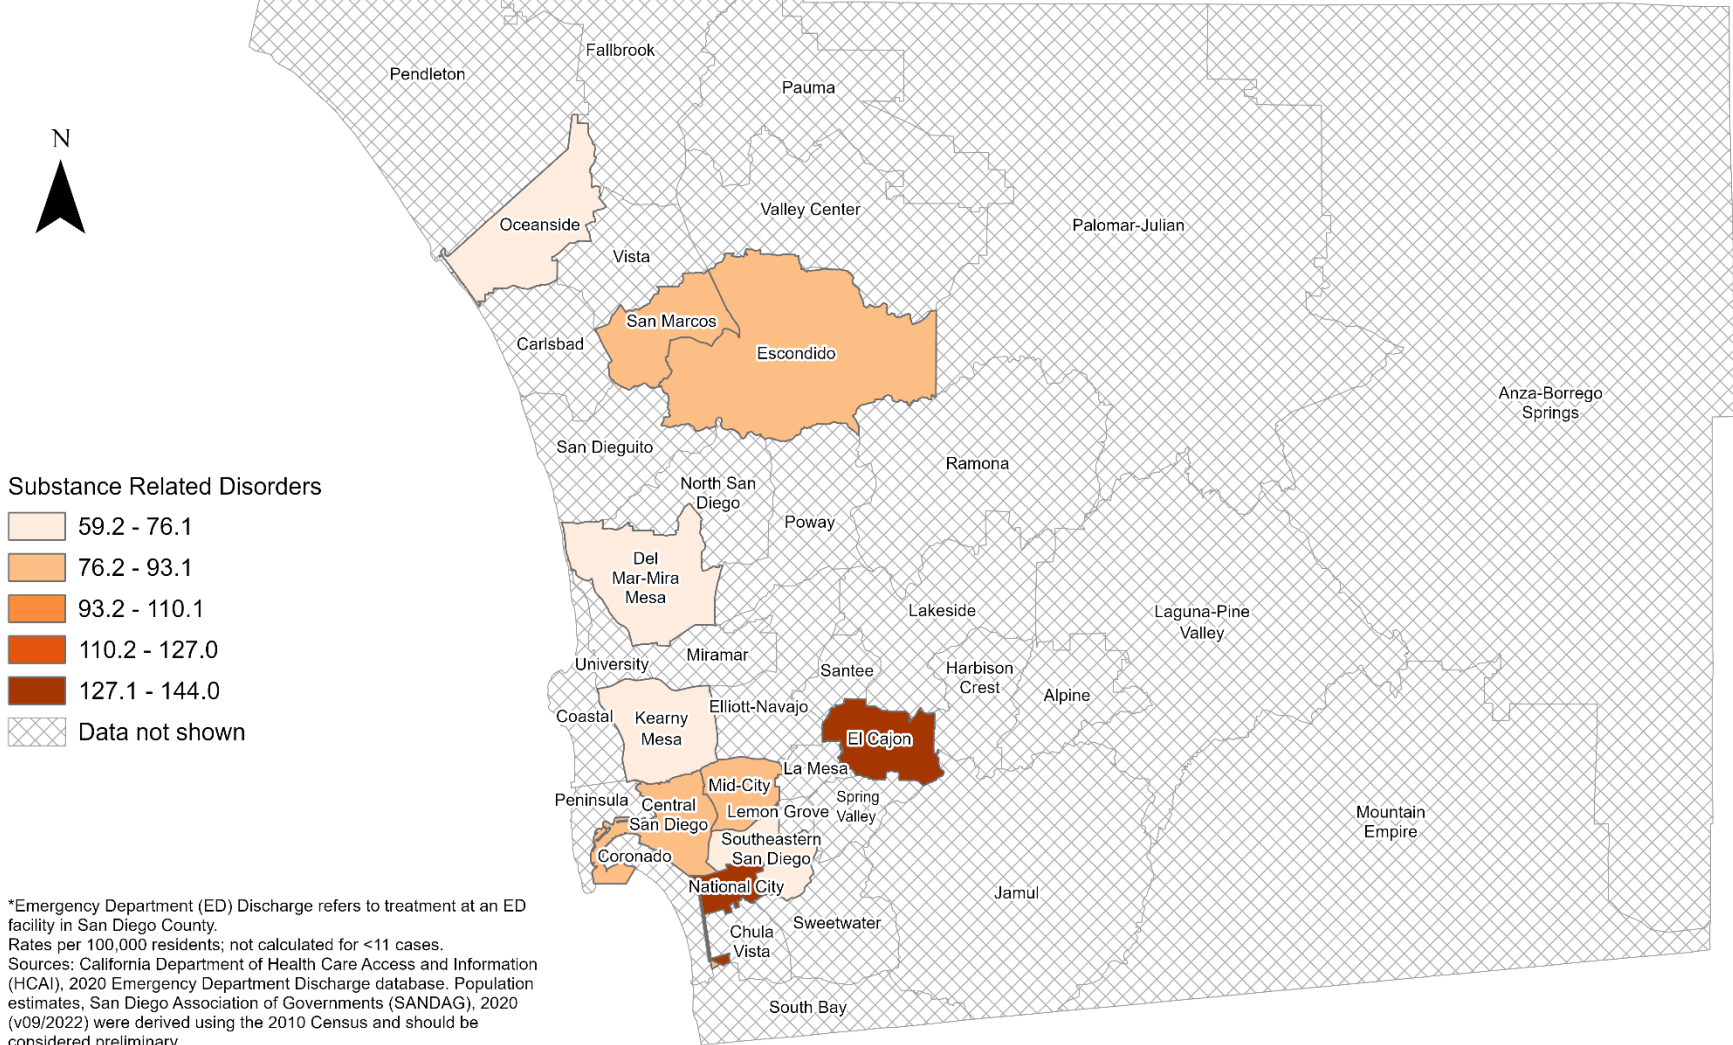 Fallbrook
Pendleton
Pauma
N
Valley Center
Oceanside
Palomar-Julian
Vista
San Marcos
Carlsbad
Escondido
Anza-Borrego
Springs
San Dieguito
Ramona
North San
Diego
Poway
Substance Related Disorders
59.2 - 76.1
76.2 - 93.1
93.2 - 110.1
110.2 - 127.0
127.1 - 144.0
Data not shown
Del
Mar-Mira
Mesa
Lakeside
Laguna-Pine
Valley
University
Miramar
Santee
Harbison
Crest
Alpine
Coastal
Kearny
Mesa
Elliott-Navajo
El Cajon
La Mesa
Mid-City
Peninsula
Central
San Diego
Lemon Grove
Spring
Valley
Mountain
Empire
Southeastern
San Diego
Coronado
National City
Jamul
Sweetwater
Chula
Vista
South Bay
*Emergency Department (ED) Discharge refers to treatment at an ED
facility in San Diego County.
Rates per 100,000 residents; not calculated for <11 cases.
Sources: California Department of Health Care Access and Information
(HCAI), 2020 Emergency Department Discharge database. Population
estimates, San Diego Association of Governments (SANDAG), 2020
(v09/2022) were derived using the 2010 Census and should be
considered preliminary.